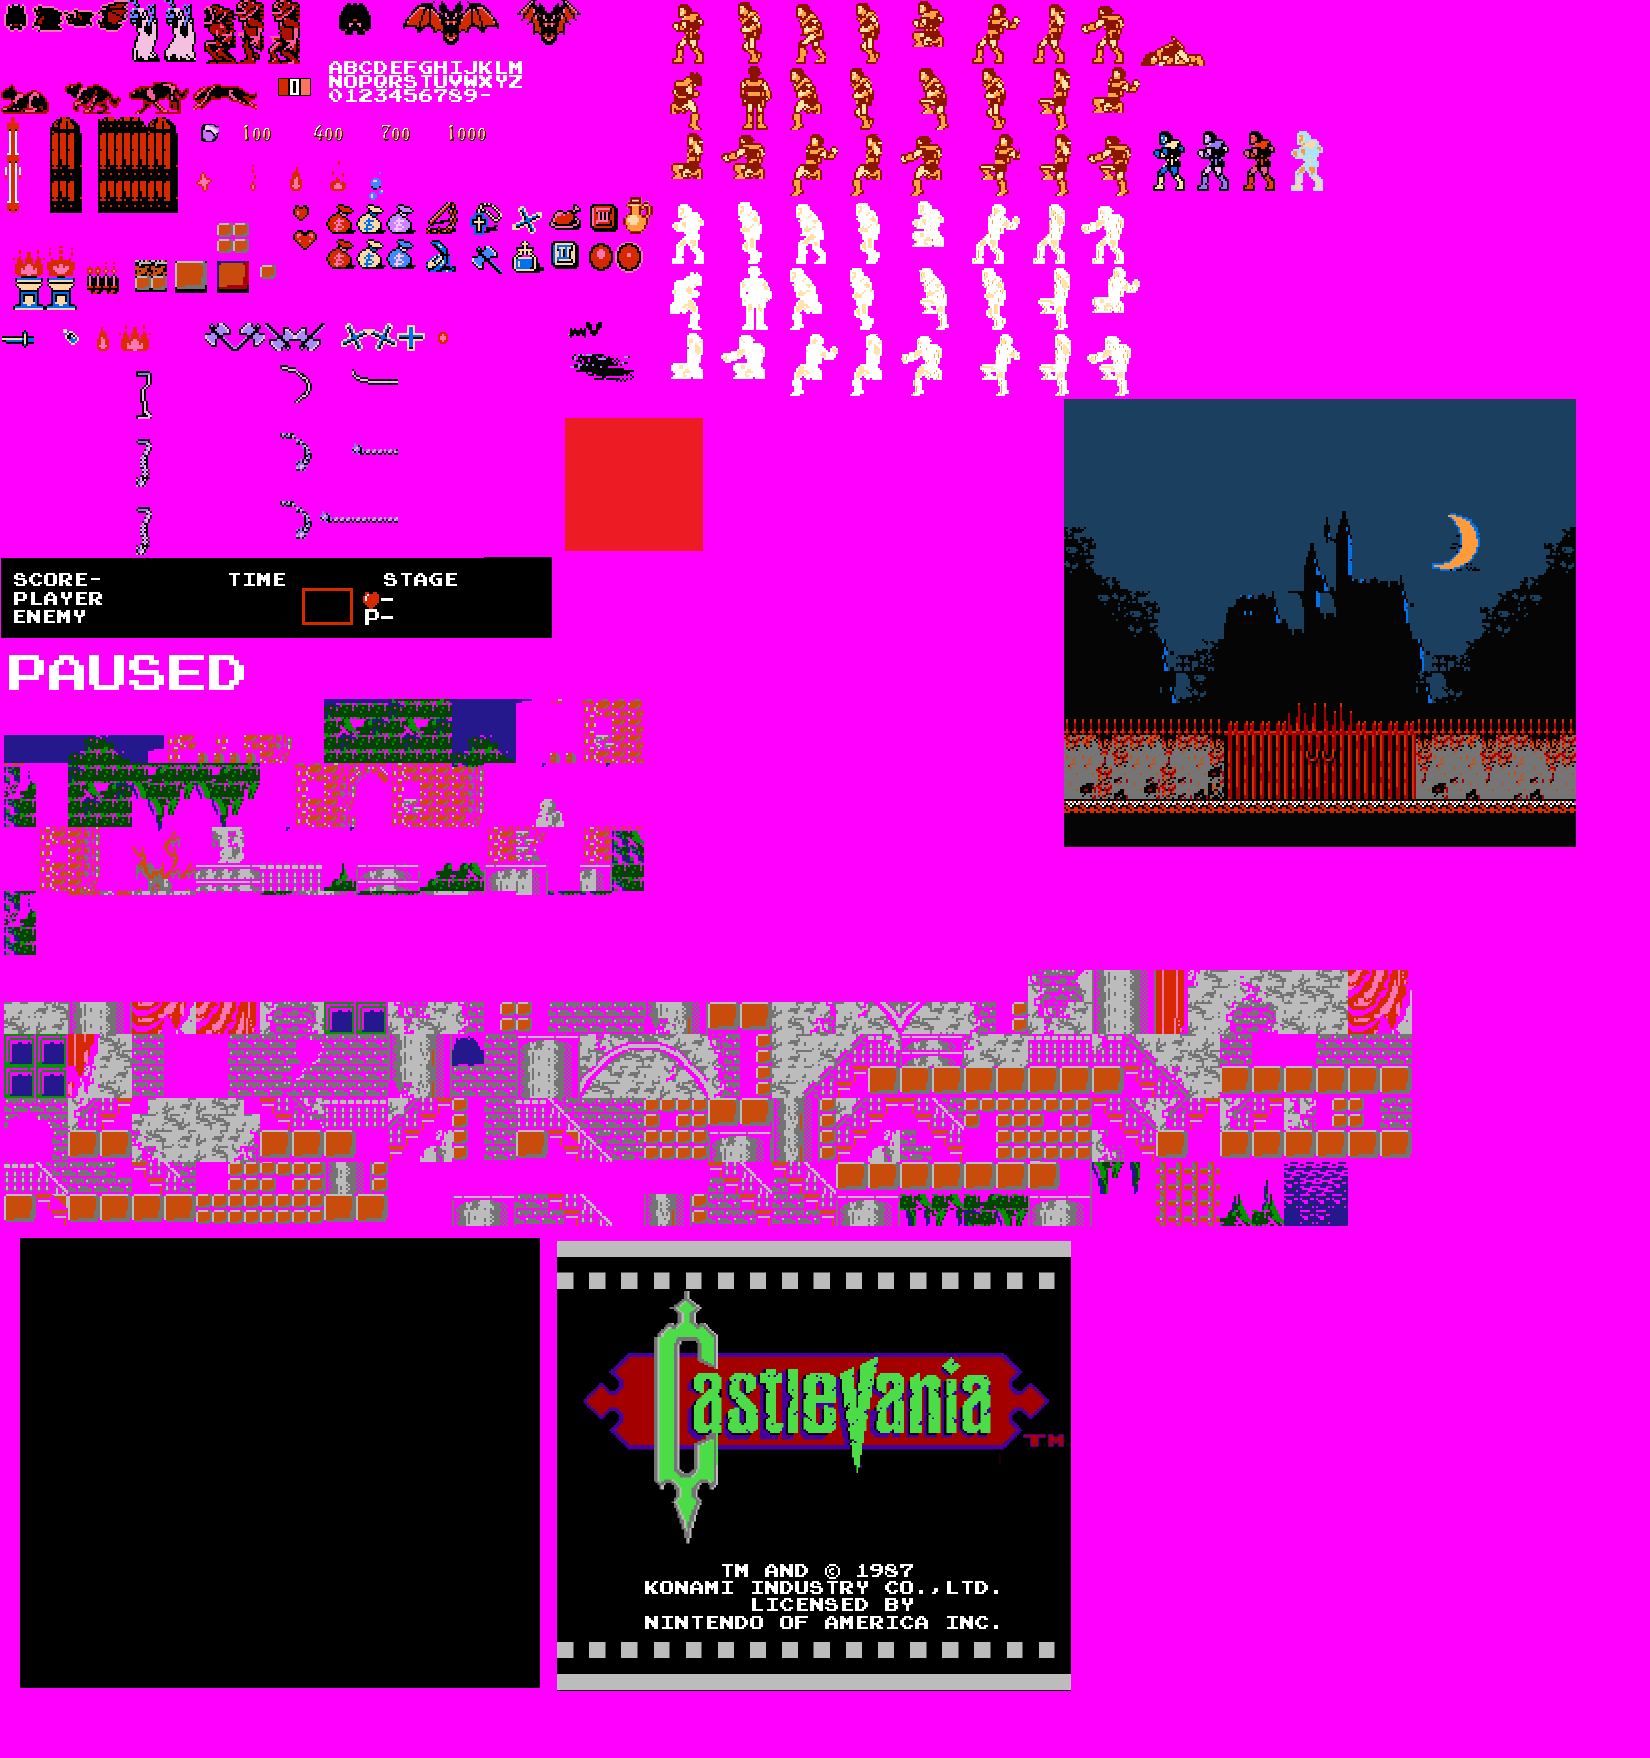 ABCDEFGHIJKLM
NOPQRSTUVWXYZ
0123456789-
100 400 700 1000
SCORE- TIME STAGE
PLAYER -
ENEMY P-
PAUSED
Castlevania
TM
TM AND © 1987
KONAMI INDUSTRY CO.,LTD.
LICENSED BY
NINTENDO OF AMERICA INC.